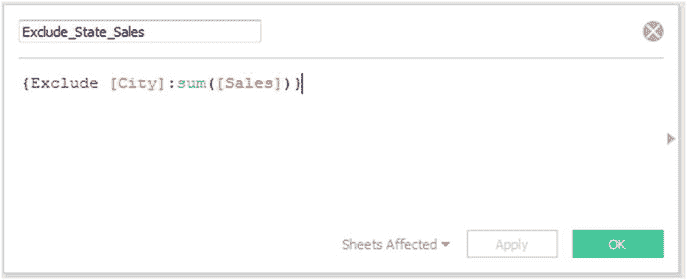 Exclude_State_Sales
{Exclude [City]:sum([Sales])}
Sheets Affected
Apply
OK